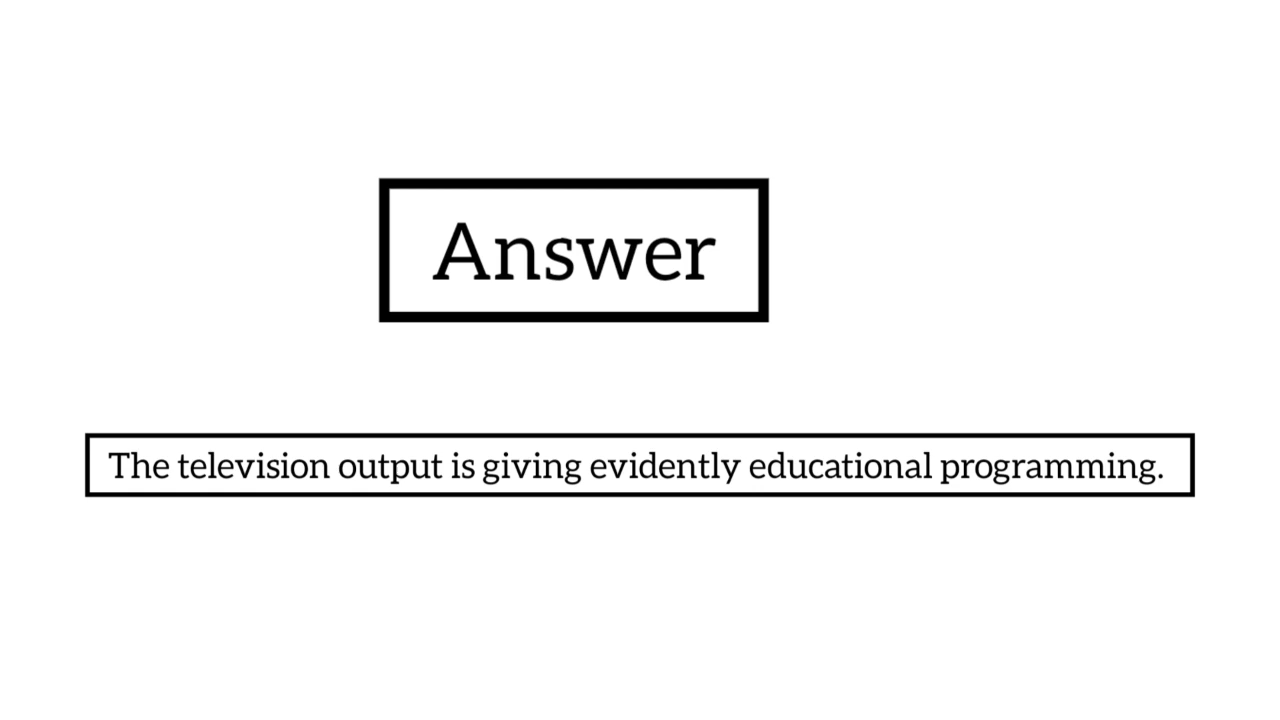 Answer
The television output is giving evidently educational programming.